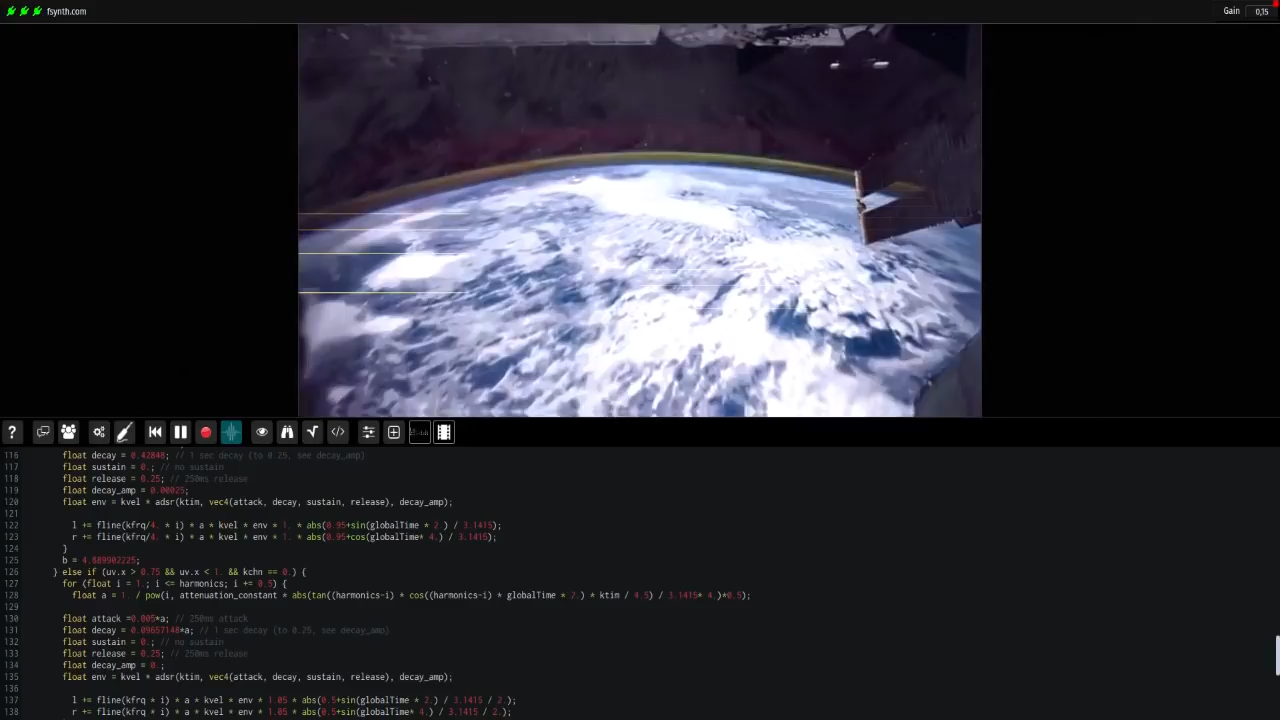 fsynth.com
Gain 0,15
116 float decay = 0.42848; // 1 sec decay (to 0.25, see decay_amp)
117 float sustain = 0.; // no sustain
118 float release = 0.25; // 250ms release
119 float decay_amp = 0.00025;
120 float env = kvel * adsr(ktim, vec4(attack, decay, sustain, release), decay_amp);
121
122 l += fline(kfrq/4. * i) * a * kvel * env * 1. * abs(0.95+sin(globalTime * 2.) / 3.1415);
123 r += fline(kfrq/4. * i) * a * kvel * env * 1. * abs(0.95+cos(globalTime* 4.) / 3.1415);
124 }
125 b = 4.889902225;
126 } else if (uv.x > 0.75 && uv.x < 1. && kchn == 0.) {
127 for (float i = 1.; i <= harmonics; i += 0.5) {
128 float a = 1. / pow(i, attenuation_constant * abs(tan((harmonics-i) * cos((harmonics-i) * globalTime * 2.) * ktim / 4.5) / 3.1415* 4.)*0.5);
129
130 float attack =0.005*a; // 250ms attack
131 float decay = 0.09657148*a; // 1 sec decay (to 0.25, see decay_amp)
132 float sustain = 0.; // no sustain
133 float release = 0.25; // 250ms release
134 float decay_amp = 0.;
135 float env = kvel * adsr(ktim, vec4(attack, decay, sustain, release), decay_amp);
136
137 l += fline(kfrq * i) * a * kvel * env * 1.05 * abs(0.5+sin(globalTime * 2.) / 3.1415 / 2.);
138 r += fline(kfrq * i) * a * kvel * env * 1.05 * abs(0.5+sin(globalTime* 4.) / 3.1415 / 2.);